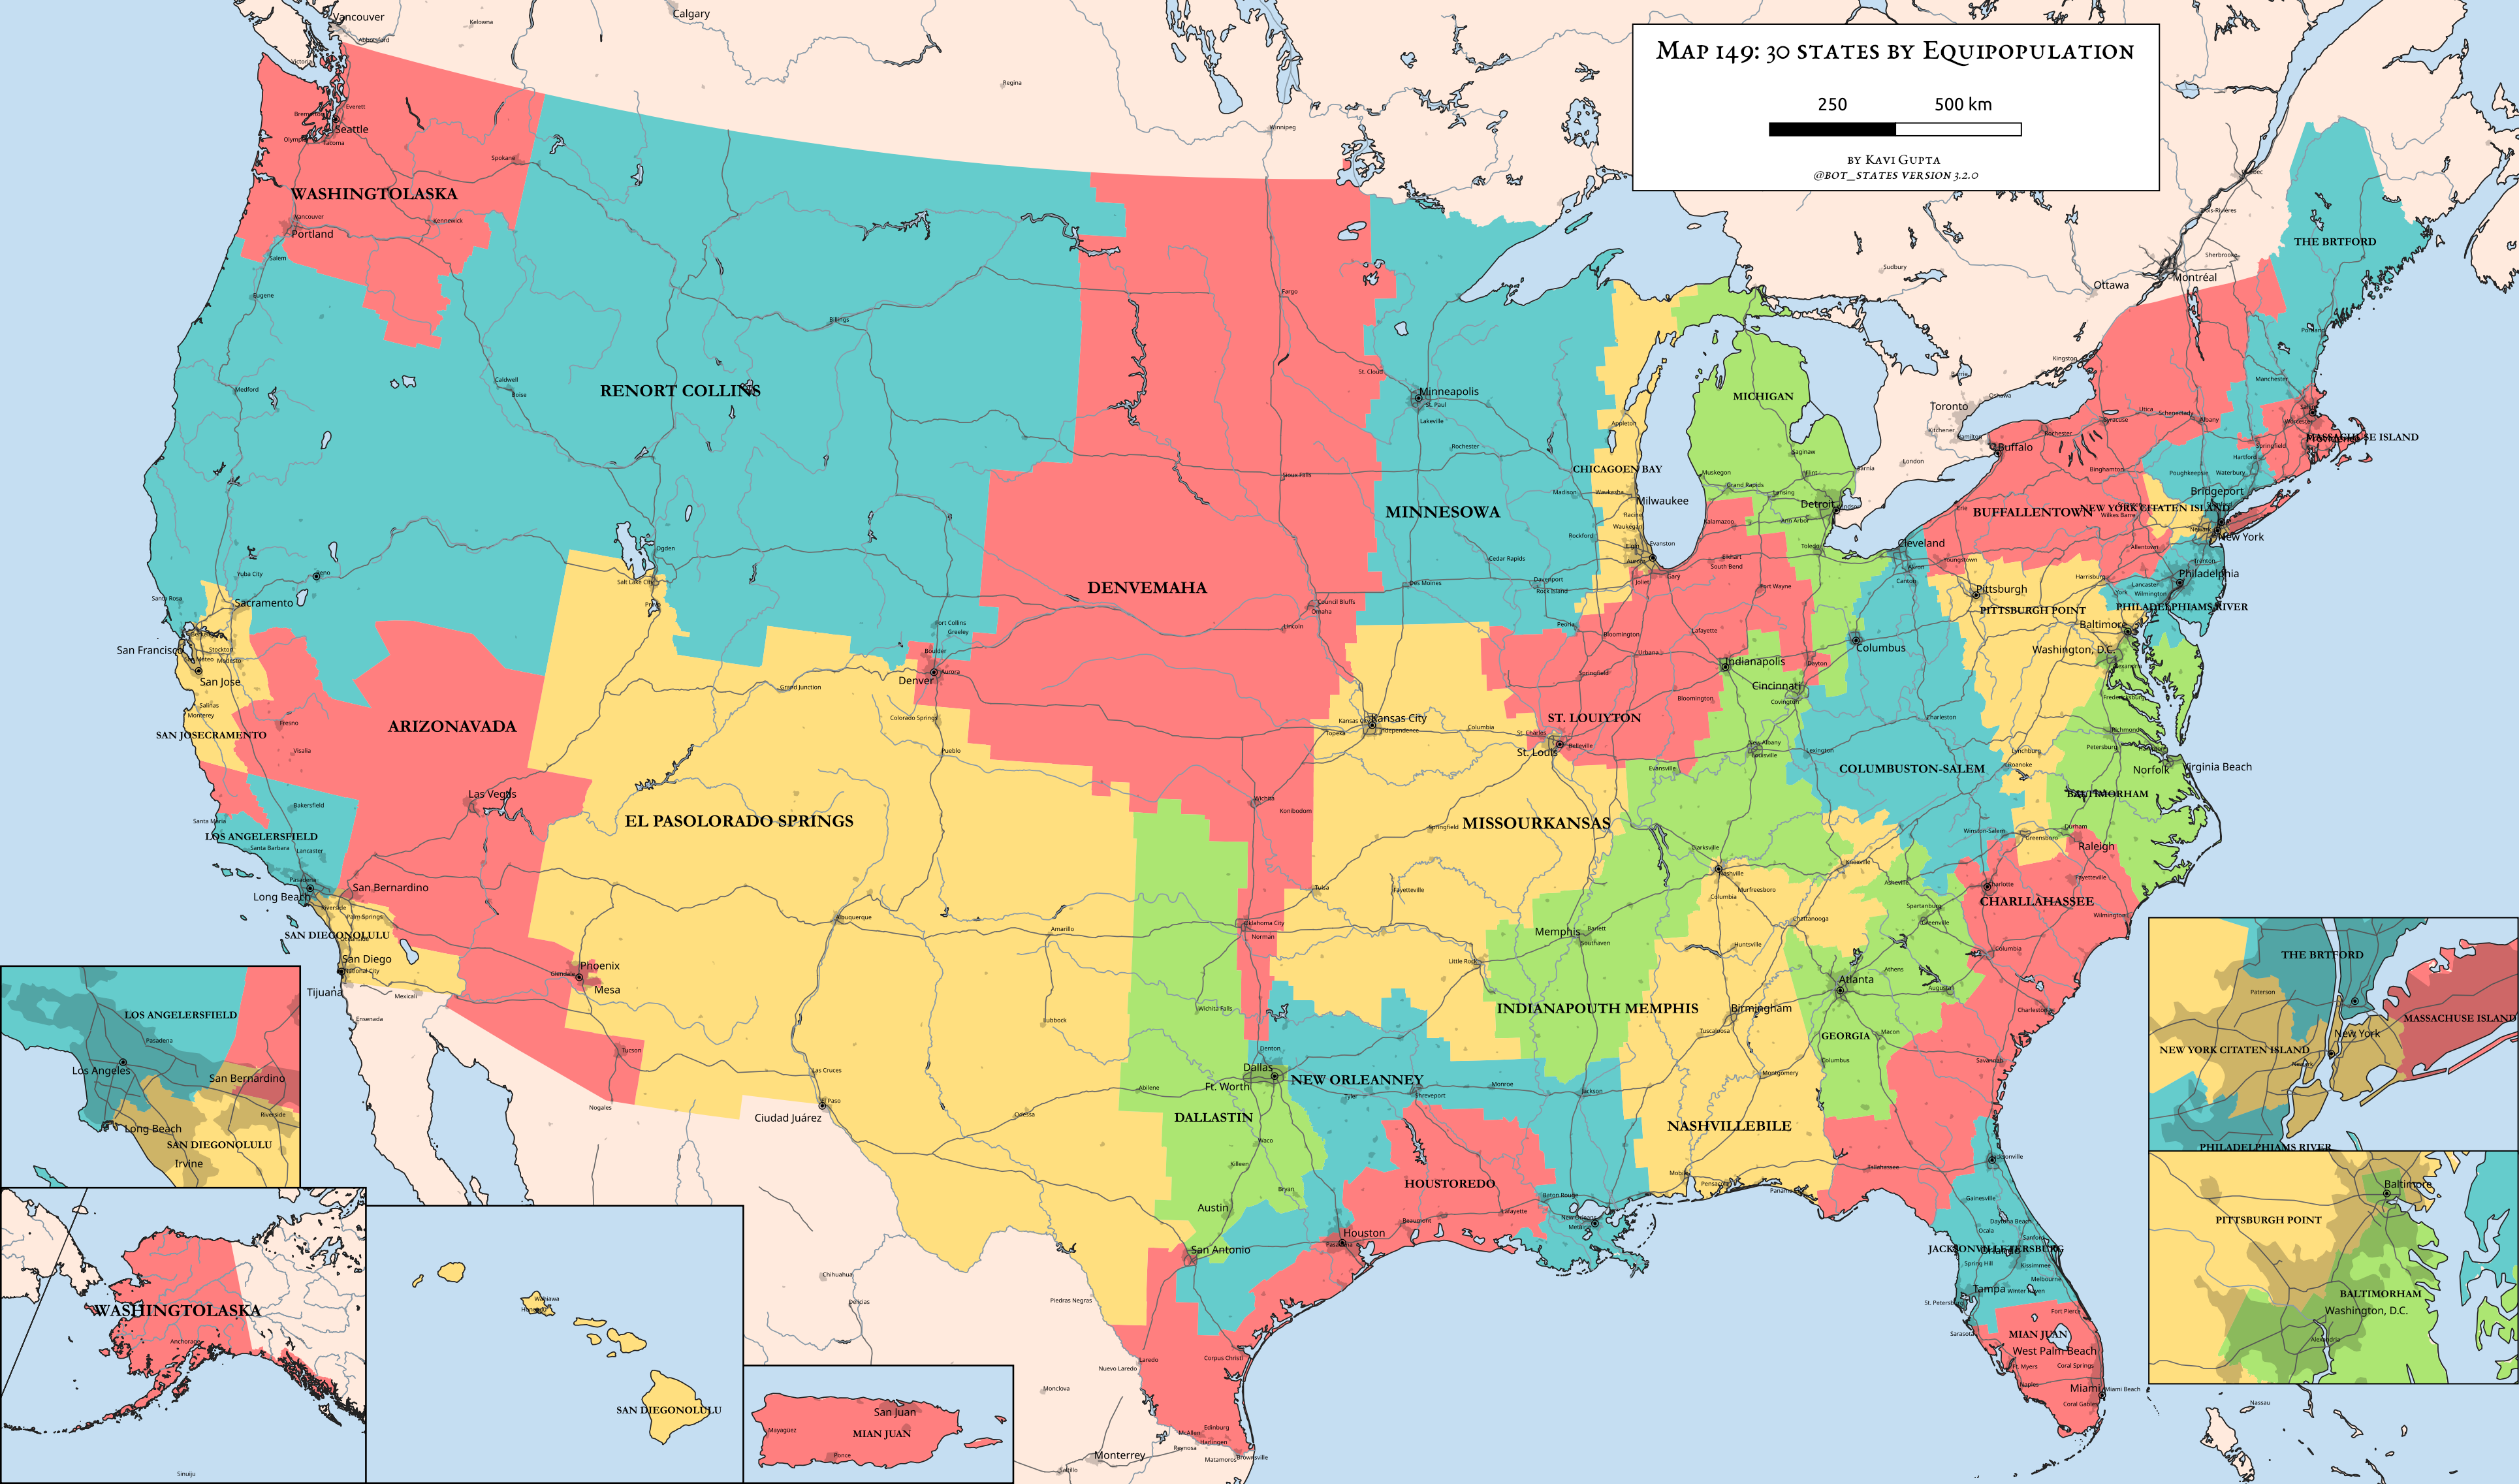 Map 149: 30 states by Equipopulation
250 500 km
by Kavi Gupta
@bot_states version 3.2.0
Vancouver
Abbotsford
Kelowna
Calgary
Regina
Winnipeg
Victoria
Everett
Seattle
Tacoma
Spokane
WASHINGTOLASKA
Vancouver
Kennewick
Portland
Salem
Eugene
Medford
Caldwell
Boise
Billings
RENORT COLLINS
Fargo
St. Cloud
Minneapolis
St. Paul
Lakeville
Rochester
Sioux Falls
MINNESOWA
Appleton
CHICAGOEN BAY
Madison
Waukesha
Milwaukee
Racine
Waukegan
Rockford
Elgin
Evanston
Aurora
Joliet
Gary
Cedar Rapids
Davenport
Rock Island
Des Moines
Council Bluffs
Omaha
Lincoln
Peoria
MICHIGAN
Saginaw
Muskegon
Grand Rapids
Flint
Lansing
Detroit
Ann Arbor
Kalamazoo
Toledo
Elkhart
South Bend
Fort Wayne
Sarnia
London
Sudbury
Ottawa
Montréal
Sherbrooke
Trois-Rivières
Kingston
Barrie
Oshawa
Toronto
Kitchener
Hamilton
Buffalo
Rochester
Syracuse
Utica
Schenectady
Albany
Binghamton
THE BRTFORD
Portland
Manchester
Worcester
MASSACHUSE ISLAND
Springfield
Hartford
Poughkeepsie
Waterbury
Bridgeport
NEW YORK CITATEN ISLAND
New York
Newark
BUFFALLENTOWN
Wilkes Barre
Allentown
Erie
Cleveland
Akron
Canton
Youngstown
Pittsburgh
PITTSBURGH POINT
Harrisburg
Lancaster
York
Wilmington
Trenton
Philadelphia
PHILADELPHIAMS RIVER
Baltimore
Washington, D.C.
Alexandria
Fredericksburg
Richmond
Petersburg
Norfolk
Virginia Beach
BALTIMORHAM
Durham
Raleigh
Greensboro
Winston-Salem
Fayetteville
Wilmington
Lynchburg
Roanoke
Charleston
Columbus
COLUMBUSTON-SALEM
Dayton
Cincinnati
Covington
Lexington
Indianapolis
Lafayette
Bloomington
Urbana
Springfield
Bloomington
New Albany
Louisville
Evansville
ST. LOUIYTON
St. Charles
St. Louis
Belleville
Columbia
Kansas City
Independence
Topeka
MISSOURKANSAS
Springfield
Fayetteville
Tulsa
Konibodom
Wichita
DENVEMAHA
Fort Collins
Greeley
Boulder
Denver
Aurora
Colorado Springs
Pueblo
Grand Junction
Ogden
Salt Lake City
Provo
Reno
Yuba City
Santa Rosa
Sacramento
San Francisco
Stockton
San Mateo
Modesto
San Jose
Salinas
Monterey
SAN JOSECRAMENTO
Fresno
Visalia
ARIZONAVADA
Las Vegas
Bakersfield
Santa Maria
LOS ANGELERSFIELD
Santa Barbara
Lancaster
Pasadena
Long Beach
San Bernardino
Riverside
Palm Springs
SAN DIEGONOLULU
San Diego
National City
Tijuana
Mexicali
Ensenada
EL PASOLORADO SPRINGS
Phoenix
Glendale
Mesa
Tucson
Nogales
Albuquerque
Las Cruces
El Paso
Ciudad Juárez
Amarillo
Lubbock
Odessa
Abilene
Wichita Falls
Oklahoma City
Norman
Denton
Dallas
Ft. Worth
DALLASTIN
Tyler
Waco
Killeen
Bryan
Austin
San Antonio
NEW ORLEANNEY
Shreveport
Monroe
Jackson
HOUSTOREDO
Houston
Pasadena
Beaumont
Lafayette
Baton Rouge
New Orleans
Metairie
Little Rock
Memphis
Bartlett
Southaven
INDIANAPOUTH MEMPHIS
Clarksville
Nashville
Murfreesboro
Columbia
Chattanooga
Knoxville
Asheville
Huntsville
Birmingham
Tuscaloosa
Montgomery
NASHVILLEBILE
Mobile
Pensacola
Panama City
Atlanta
Athens
Augusta
Macon
Columbus
GEORGIA
Spartanburg
Greenville
Charlotte
CHARLLAHASSEE
Columbia
Charleston
Savannah
Tallahassee
Jacksonville
Gainesville
Daytona Beach
Ocala
Sanford
JACKSONVILLETERSBURG
Orlando
Spring Hill
Kissimmee
Melbourne
Tampa
Winter Haven
St. Petersburg
Sarasota
Fort Pierce
MIAN JUAN
West Palm Beach
Ft. Myers
Coral Springs
Naples
Miami
Miami Beach
Coral Gables
Nassau
Chihuahua
Delicias
Piedras Negras
Nuevo Laredo
Laredo
Corpus Christi
Monclova
Edinburg
McAllen
Harlingen
Reynosa
Matamoros
Brownsville
Monterrey
Saltillo
LOS ANGELERSFIELD
Pasadena
Los Angeles
San Bernardino
Riverside
Long Beach
SAN DIEGONOLULU
Irvine
WASHINGTOLASKA
Anchorage
Sinuiju
Wahiawa
Honolulu
SAN DIEGONOLULU
San Juan
Mayagüez
MIAN JUAN
Ponce
THE BRTFORD
Paterson
MASSACHUSE ISLAND
New York
NEW YORK CITATEN ISLAND
Newark
PHILADELPHIAMS RIVER
Baltimore
PITTSBURGH POINT
BALTIMORHAM
Washington, D.C.
Alexandria